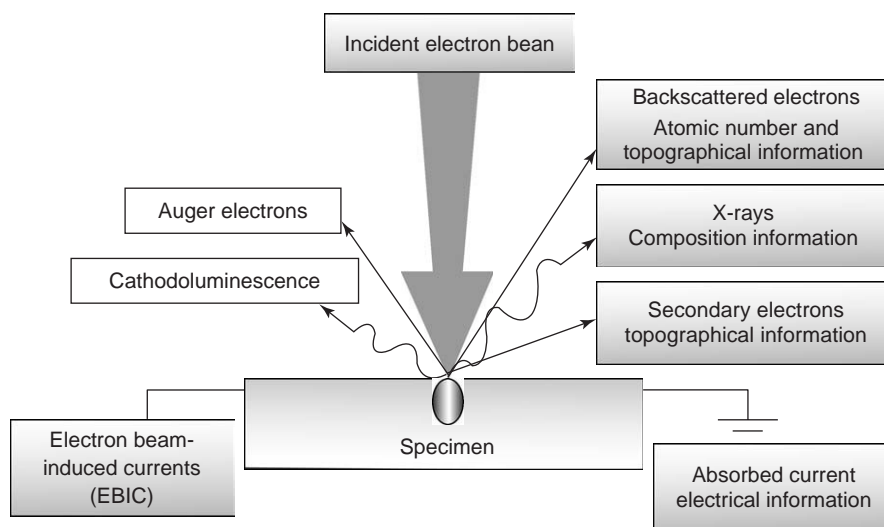 Incident electron bean
Backscattered electrons
Atomic number and
topographical information
Auger electrons
X-rays
Composition information
Cathodoluminescence
Secondary electrons
topographical information
Electron beam-
induced currents
(EBIC)
Specimen
Absorbed current
electrical information